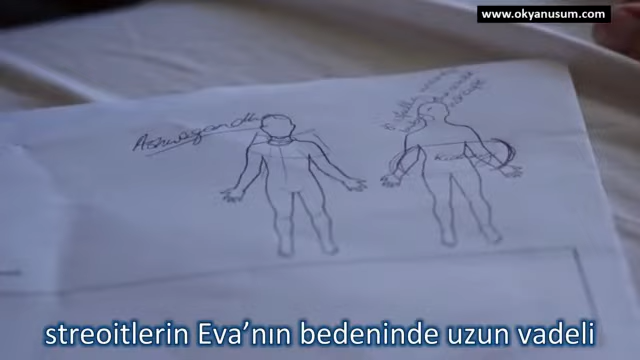 www.okyanusum.com
Ashwagandha
streoitlerin Eva'nın bedeninde uzun vadeli